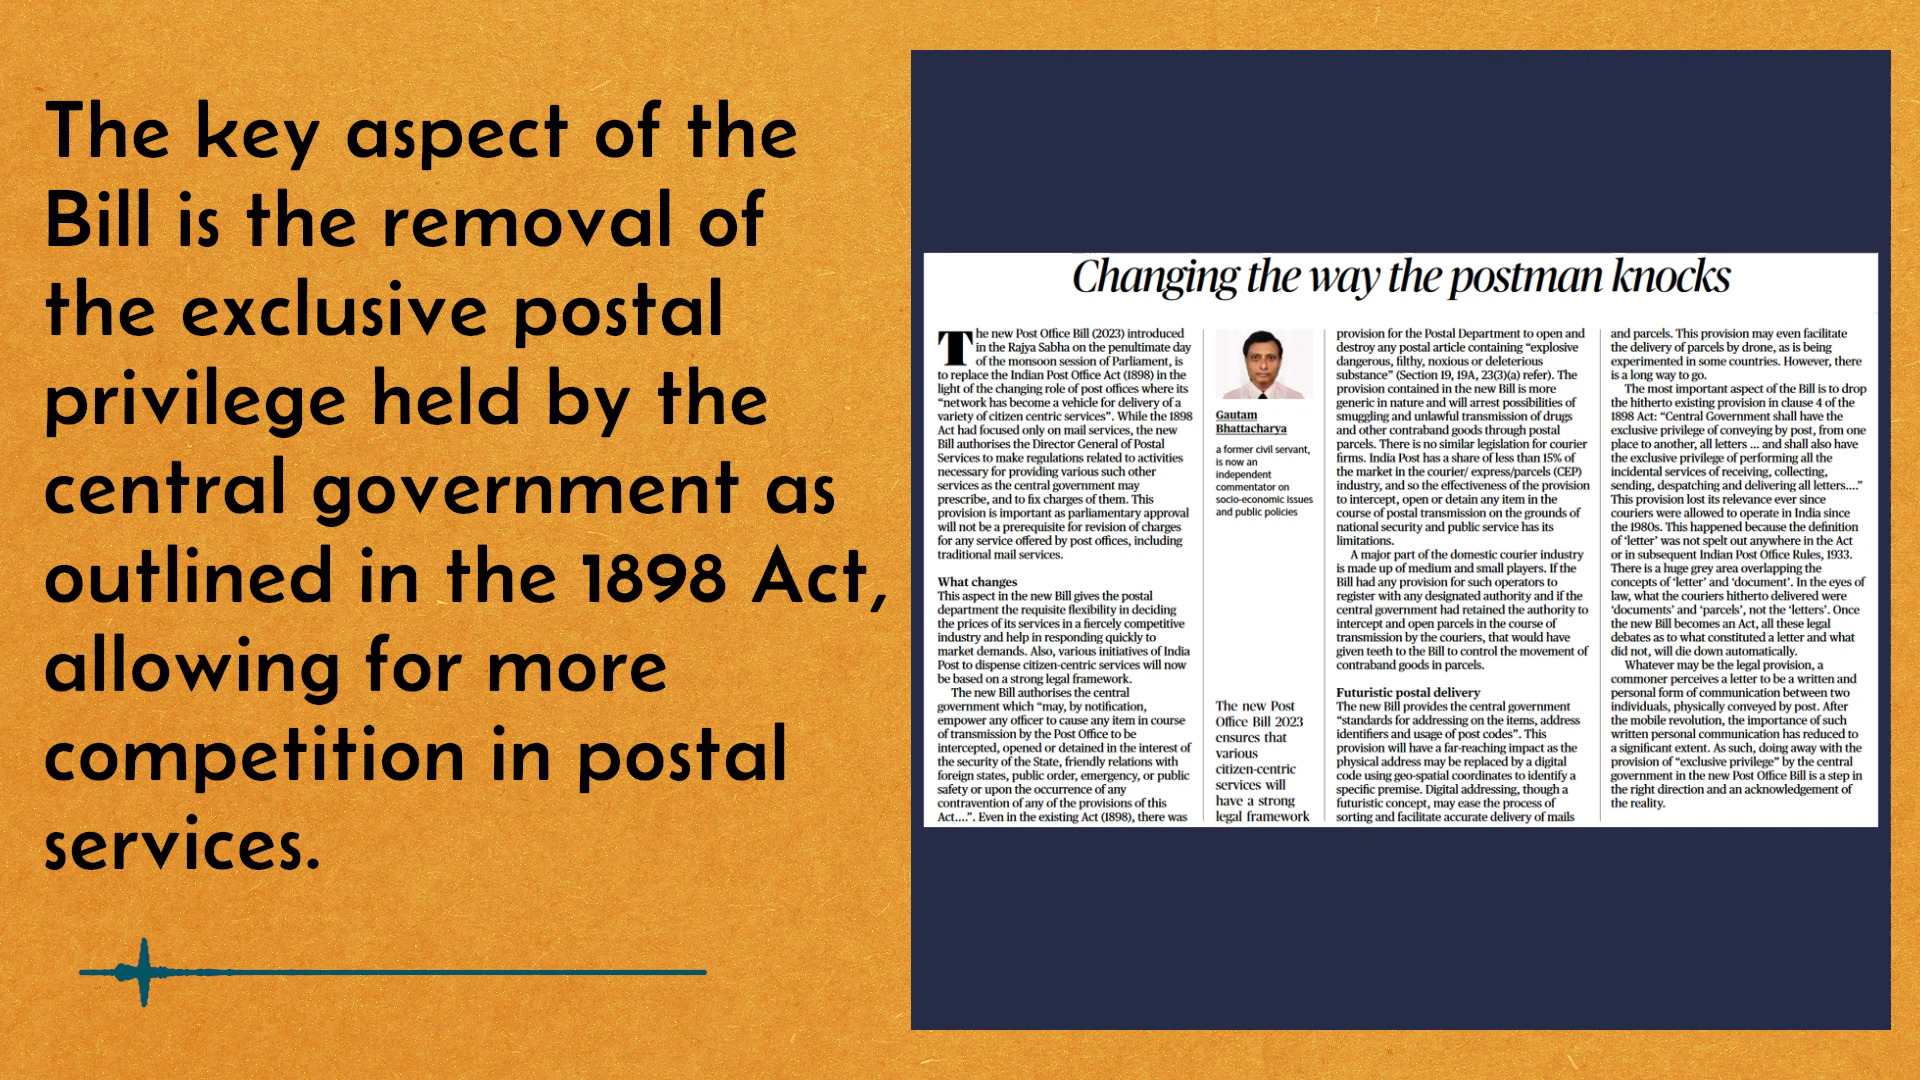 The key aspect of the
Bill is the removal of
the exclusive postal
privilege held by the
central government as
outlined in the 1898 Act,
allowing for more
competition in postal
services.
Changing the way the postman knocks
The new Post Office Bill (2023) introduced
in the Rajya Sabha on the penultimate day
of the monsoon session of Parliament, is
to replace the Indian Post Office Act (1898) in the
light of the changing role of post offices where its
“network has become a vehicle for delivery of a
variety of citizen centric services”. While the 1898
Act had focused only on mail services, the new
Bill authorises the Director General of Postal
Services to make regulations related to activities
necessary for providing various such other
services as the central government may
prescribe, and to fix charges of them. This
provision is important as parliamentary approval
will not be a prerequisite for revision of charges
for any service offered by post offices, including
traditional mail services.
What changes
This aspect in the new Bill gives the postal
department the requisite flexibility in deciding
the prices of its services in a fiercely competitive
industry and help in responding quickly to
market demands. Also, various initiatives of India
Post to dispense citizen-centric services will now
be based on a strong legal framework.
The new Bill authorises the central
government which “may, by notification,
empower any officer to cause any item in course
of transmission by the Post Office to be
intercepted, opened or detained in the interest of
the security of the State, friendly relations with
foreign states, public order, emergency, or public
safety or upon the occurrence of any
contravention of any of the provisions of this
Act....”. Even in the existing Act (1898), there was
Gautam
Bhattacharya
a former civil servant,
is now an
independent
commentator on
socio-economic issues
and public policies
The new Post
Office Bill 2023
ensures that
various
citizen-centric
services will
have a strong
legal framework
provision for the Postal Department to open and
destroy any postal article containing “explosive
dangerous, filthy, noxious or deleterious
substance” (Section 19, 19A, 23(3)(a) refer). The
provision contained in the new Bill is more
generic in nature and will arrest possibilities of
smuggling and unlawful transmission of drugs
and other contraband goods through postal
parcels. There is no similar legislation for courier
firms. India Post has a share of less than 15% of
the market in the courier/ express/parcels (CEP)
industry, and so the effectiveness of the provision
to intercept, open or detain any item in the
course of postal transmission on the grounds of
national security and public service has its
limitations.
A major part of the domestic courier industry
is made up of medium and small players. If the
Bill had any provision for such operators to
register with any designated authority and if the
central government had retained the authority to
intercept and open parcels in the course of
transmission by the couriers, that would have
given teeth to the Bill to control the movement of
contraband goods in parcels.
Futuristic postal delivery
The new Bill provides the central government
“standards for addressing on the items, address
identifiers and usage of post codes”. This
provision will have a far-reaching impact as the
physical address may be replaced by a digital
code using geo-spatial coordinates to identify a
specific premise. Digital addressing, though a
futuristic concept, may ease the process of
sorting and facilitate accurate delivery of mails
and parcels. This provision may even facilitate
the delivery of parcels by drone, as is being
experimented in some countries. However, there
is a long way to go.
The most important aspect of the Bill is to drop
the hitherto existing provision in clause 4 of the
1898 Act: “Central Government shall have the
exclusive privilege of conveying by post, from one
place to another, all letters ... and shall also have
the exclusive privilege of performing all the
incidental services of receiving, collecting,
sending, despatching and delivering all letters....”
This provision lost its relevance ever since
couriers were allowed to operate in India since
the 1980s. This happened because the definition
of ‘letter’ was not spelt out anywhere in the Act
or in subsequent Indian Post Office Rules, 1933.
There is a huge grey area overlapping the
concepts of ‘letter’ and ‘document’. In the eyes of
law, what the couriers hitherto delivered were
‘documents’ and ‘parcels’, not the ‘letters’. Once
the new Bill becomes an Act, all these legal
debates as to what constituted a letter and what
did not, will die down automatically.
Whatever may be the legal provision, a
commoner perceives a letter to be a written and
personal form of communication between two
individuals, physically conveyed by post. After
the mobile revolution, the importance of such
written personal communication has reduced to
a significant extent. As such, doing away with the
provision of “exclusive privilege” by the central
government in the new Post Office Bill is a step in
the right direction and an acknowledgement of
the reality.